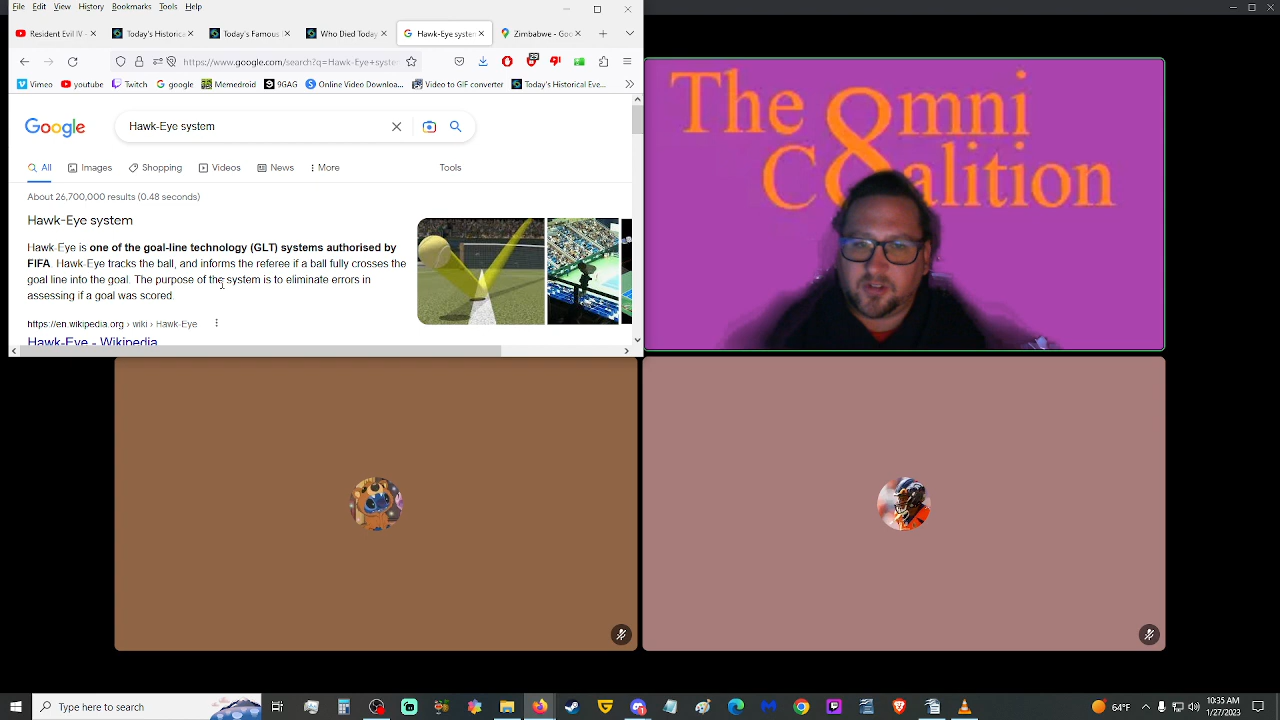 File Edit View History Bookmarks Tools Help
Resident Evil IV - Today's Historica Today's Famous Who Died Today Hawk-Eye system Zimbabwe - Goo
https://www.google.com/search?q=Hawk-Eye+system
Vimeo youtube Twitch google Memedroid 9GAG Online Video Downloa... Video to GIF converter Today's Historical Eve...
Google Hawk-Eye system
All Images Shopping Videos News More Tools
About 26,700,000 results (0.48 seconds)
Hawk-Eye system
Hawk-Eye is one of the goal-line technology (GLT) systems authorised by
FIFA. Hawk-Eye tracks the ball, and informs the referee if a ball fully crosses the
goal line into the goal. The purpose of the system is to eliminate errors in
assessing if a goal was scored.
https://en.wikipedia.org › wiki › Hawk-Eye
Hawk-Eye - Wikipedia
The 8mni
C8alition
Type here to search
64°F
10:35 AM
1/27/2023